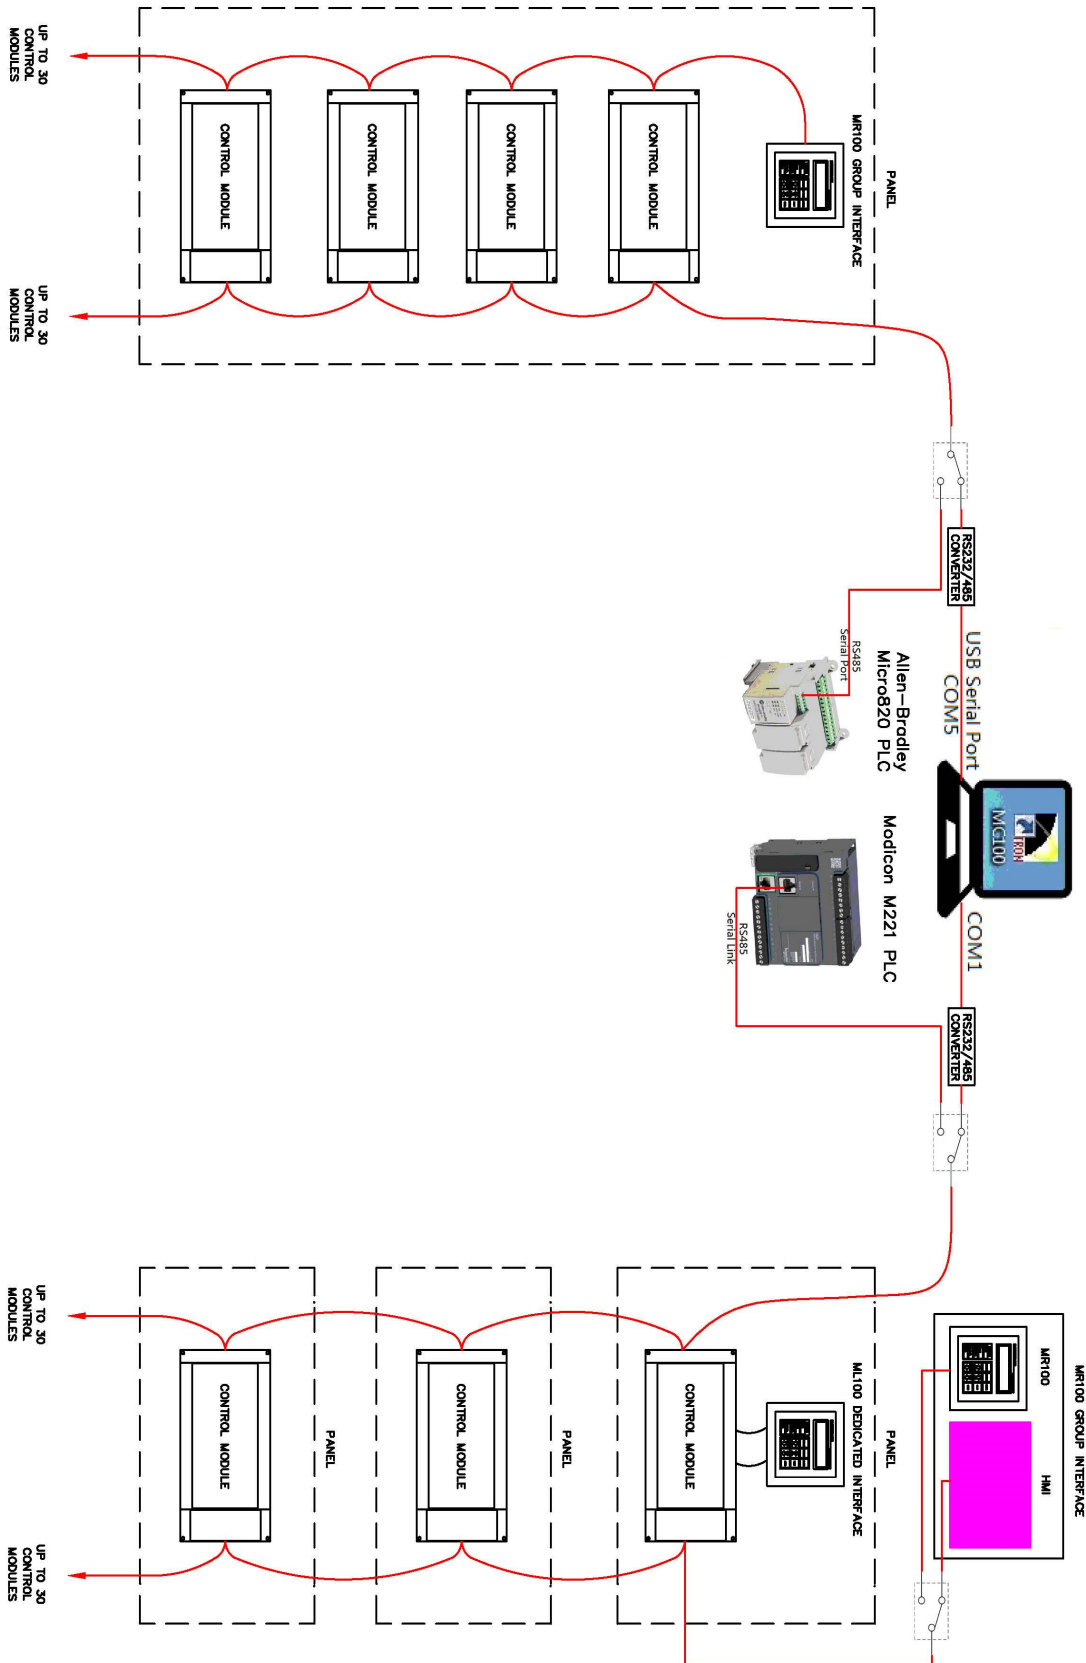 MR100 GROUP INTERFACE
MR100
HMI
TRON
MG100
USB Serial Port
COM5
COM1
RS232/485
CONVERTER
RS232/485
CONVERTER
PANEL
MR100 GROUP INTERFACE
Allen-Bradley
Micro820 PLC
RS485
Serial Port
Modicon M221 PLC
RS485
Serial Link
PANEL
ML100 DEDICATED INTERFACE
CONTROL MODULE
CONTROL MODULE
CONTROL MODULE
CONTROL MODULE
UP TO 30
CONTROL
MODULES
UP TO 30
CONTROL
MODULES
CONTROL MODULE
PANEL
CONTROL MODULE
PANEL
CONTROL MODULE
UP TO 30
CONTROL
MODULES
UP TO 30
CONTROL
MODULES